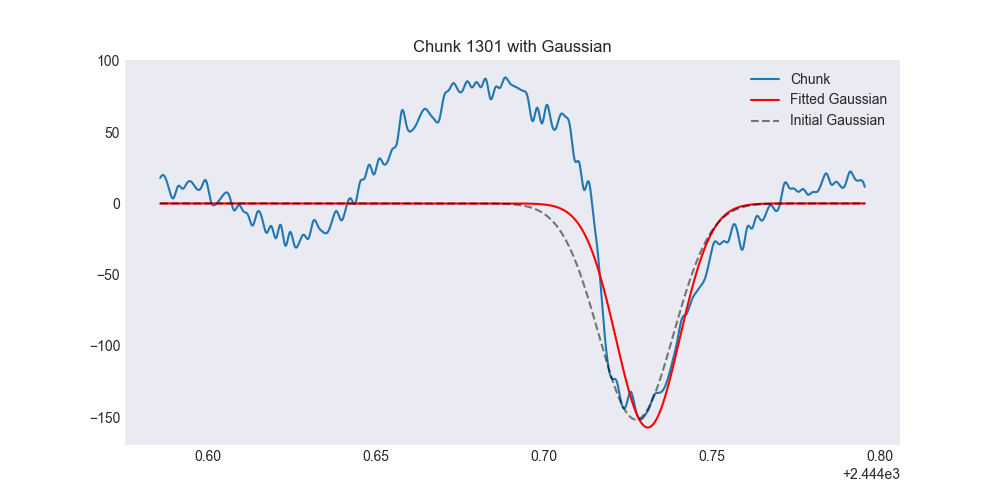 Chunk 1301 with Gaussian
100
50
0
−50
−100
−150
Chunk
Fitted Gaussian
Initial Gaussian
0.60 0.65 0.70 0.75 0.80
+2.444e3